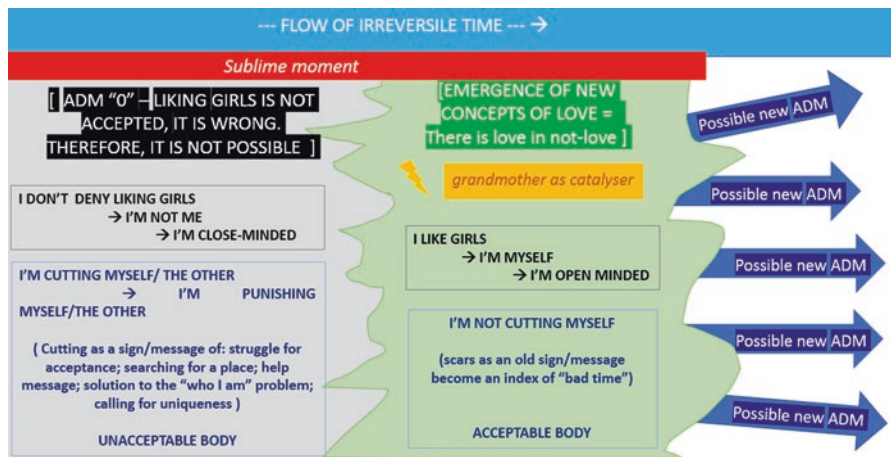 --- FLOW OF IRREVERSILE TIME --- →
Sublime moment
[ ADM “0” – LIKING GIRLS IS NOT
ACCEPTED, IT IS WRONG.
THEREFORE, IT IS NOT POSSIBLE ]
I DON’T DENY LIKING GIRLS
→ I’M NOT ME
→ I’M CLOSE-MINDED
I’M CUTTING MYSELF/ THE OTHER
→ I’M PUNISHING
MYSELF/THE OTHER
( Cutting as a sign/message of: struggle for
acceptance; searching for a place; help
message; solution to the “who I am” problem;
calling for uniqueness )
UNACCEPTABLE BODY
[EMERGENCE OF NEW
CONCEPTS OF LOVE =
There is love in not-love ]
grandmother as catalyser
I LIKE GIRLS
→ I’M MYSELF
→ I’M OPEN MINDED
I’M NOT CUTTING MYSELF
(scars as an old sign/message
become an index of “bad time”)
ACCEPTABLE BODY
Possible new ADM
Possible new ADM
Possible new ADM
Possible new ADM
Possible new ADM